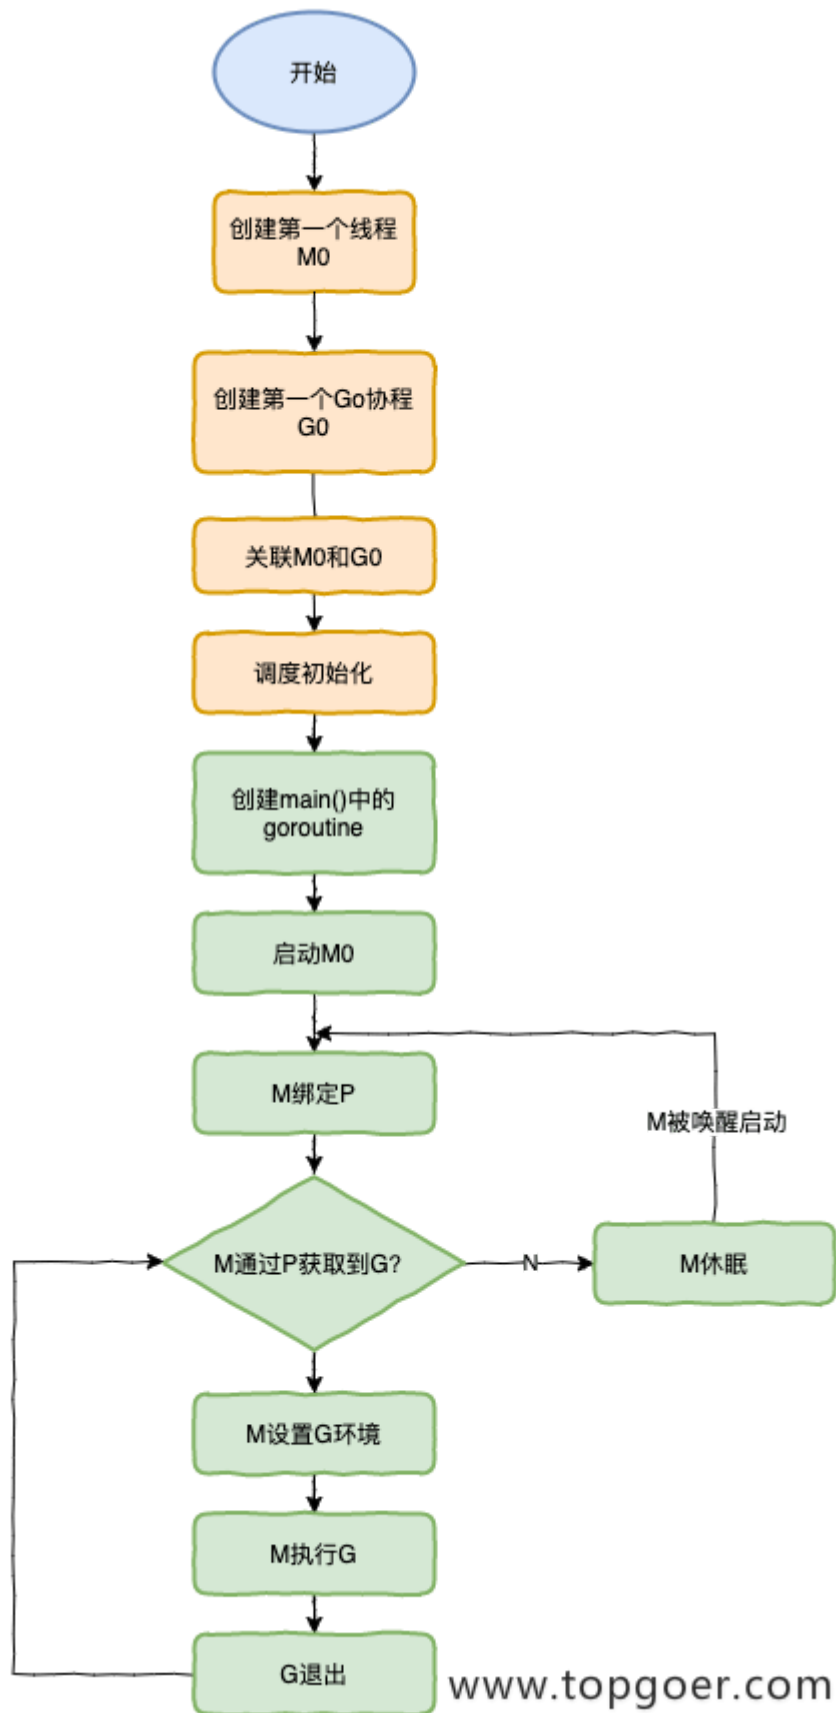 开始
创建第一个线程
M0
创建第一个Go协程
G0
关联M0和G0
调度初始化
创建main()中的
goroutine
启动M0
M绑定P
M被唤醒启动
M通过P获取到G?
N
M休眠
M设置G环境
M执行G
G退出
www.topgoer.com